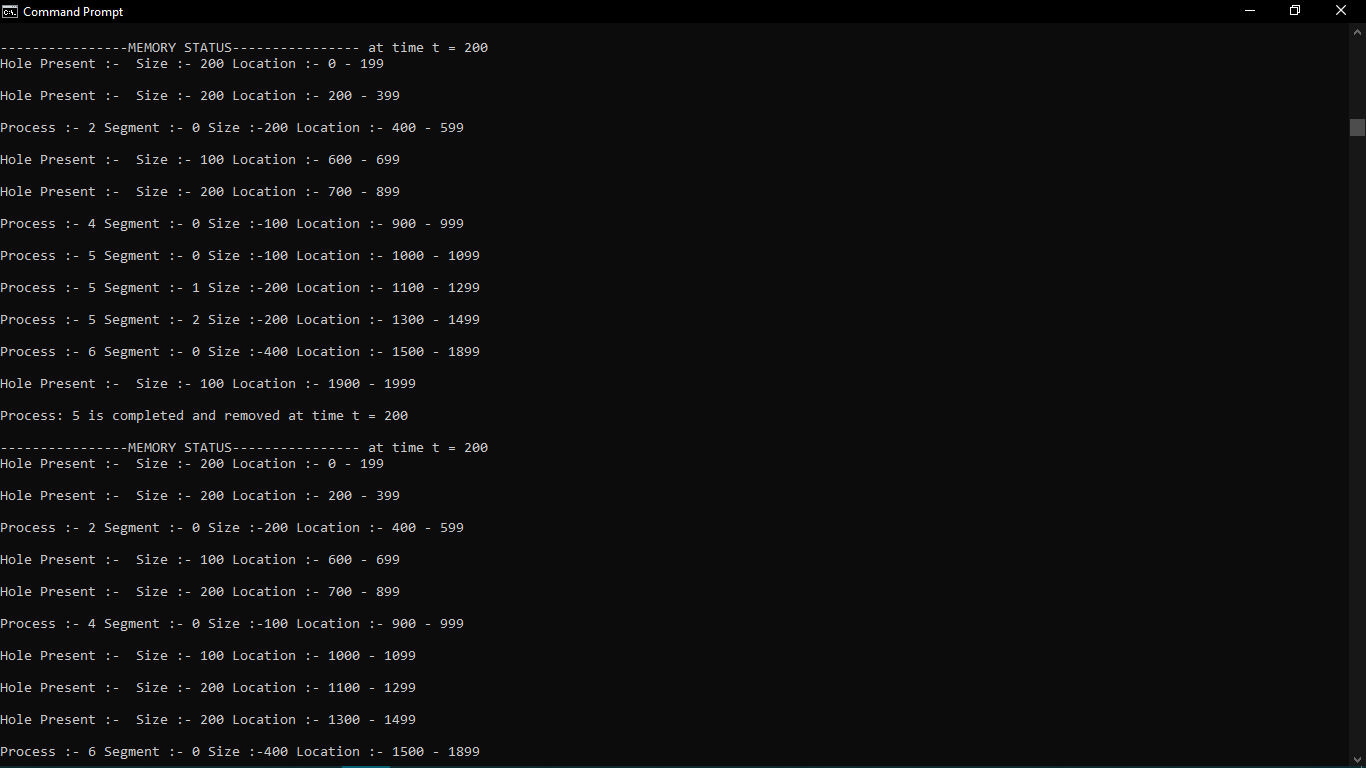 Command Prompt
----------------MEMORY STATUS---------------- at time t = 200
Hole Present :-  Size :- 200 Location :- 0 - 199
Hole Present :-  Size :- 200 Location :- 200 - 399
Process :- 2 Segment :- 0 Size :-200 Location :- 400 - 599
Hole Present :-  Size :- 100 Location :- 600 - 699
Hole Present :-  Size :- 200 Location :- 700 - 899
Process :- 4 Segment :- 0 Size :-100 Location :- 900 - 999
Process :- 5 Segment :- 0 Size :-100 Location :- 1000 - 1099
Process :- 5 Segment :- 1 Size :-200 Location :- 1100 - 1299
Process :- 5 Segment :- 2 Size :-200 Location :- 1300 - 1499
Process :- 6 Segment :- 0 Size :-400 Location :- 1500 - 1899
Hole Present :-  Size :- 100 Location :- 1900 - 1999
Process: 5 is completed and removed at time t = 200
----------------MEMORY STATUS---------------- at time t = 200
Hole Present :-  Size :- 200 Location :- 0 - 199
Hole Present :-  Size :- 200 Location :- 200 - 399
Process :- 2 Segment :- 0 Size :-200 Location :- 400 - 599
Hole Present :-  Size :- 100 Location :- 600 - 699
Hole Present :-  Size :- 200 Location :- 700 - 899
Process :- 4 Segment :- 0 Size :-100 Location :- 900 - 999
Hole Present :-  Size :- 100 Location :- 1000 - 1099
Hole Present :-  Size :- 200 Location :- 1100 - 1299
Hole Present :-  Size :- 200 Location :- 1300 - 1499
Process :- 6 Segment :- 0 Size :-400 Location :- 1500 - 1899